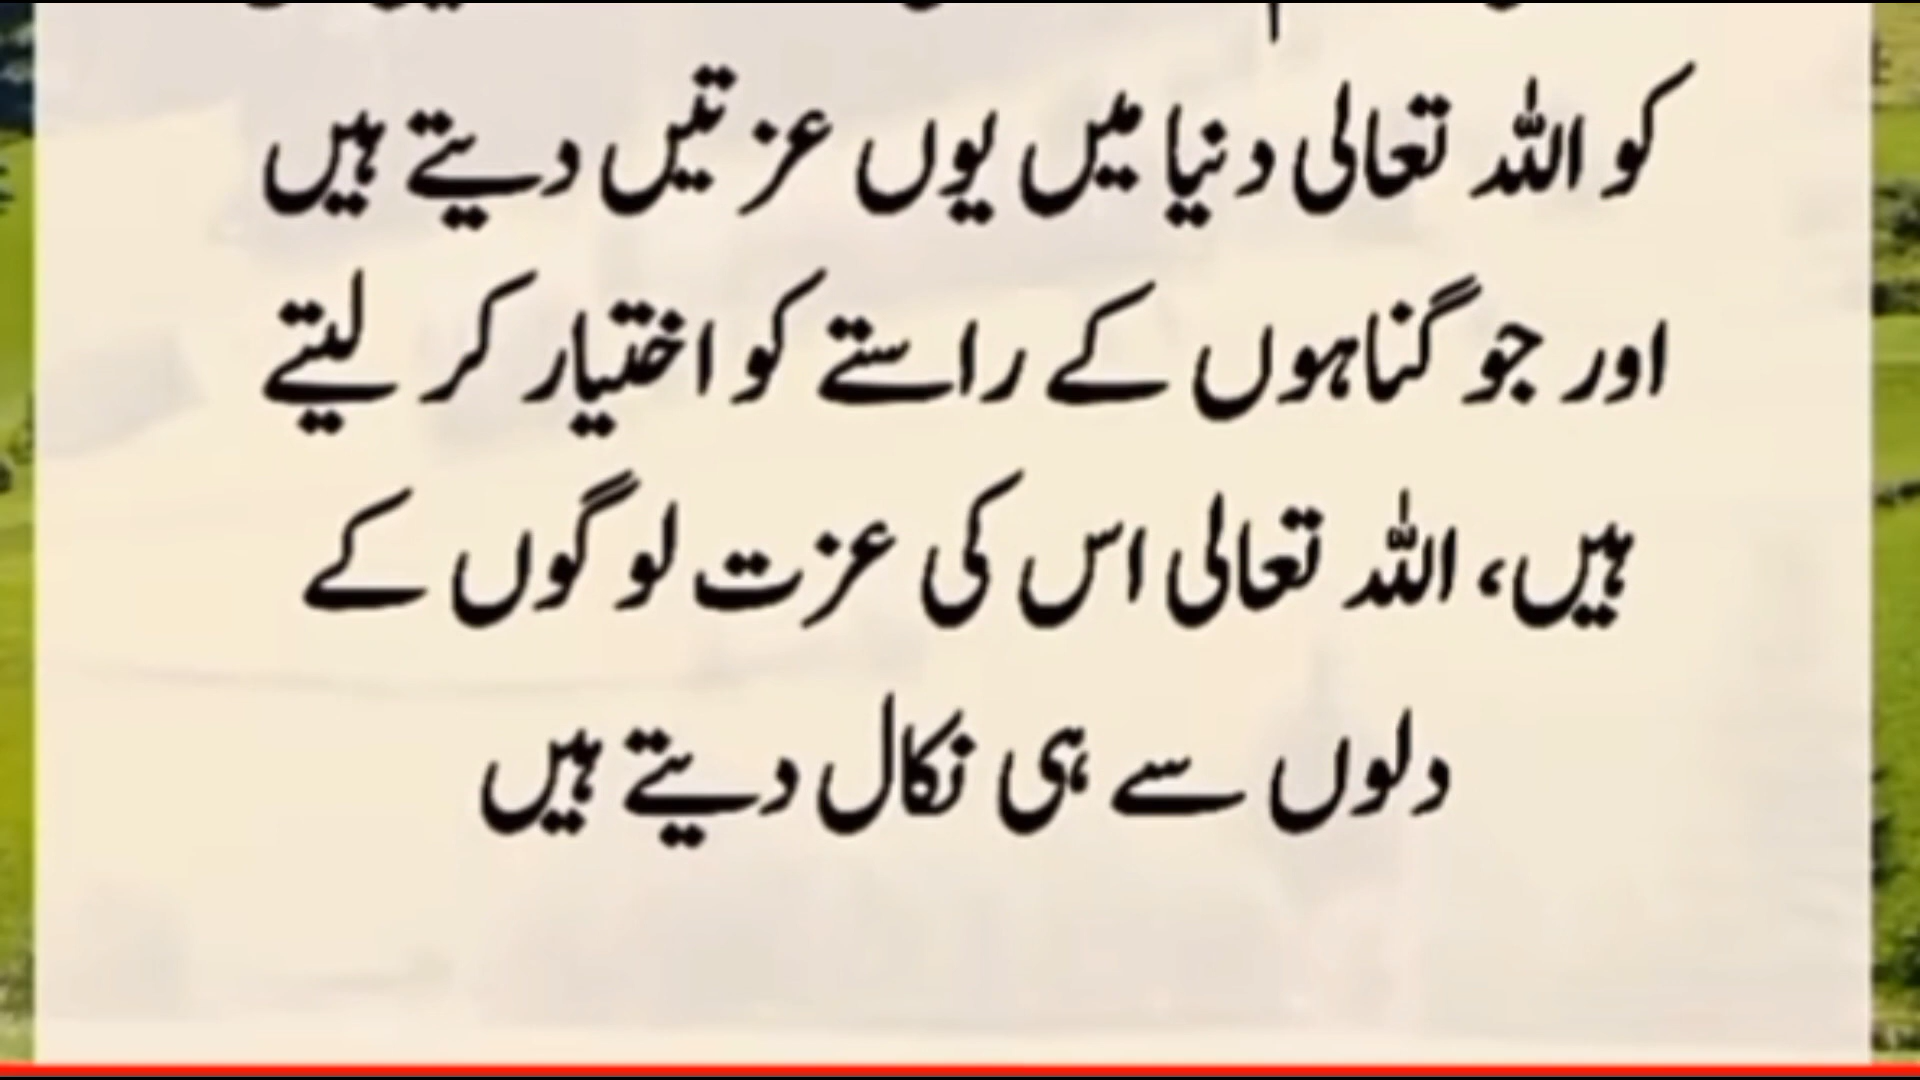 کو اللہ تعالی دنیا میں یوں عزتیں دیتے ہیں
اور جو گناہوں کے راستے کو اختیار کر لیتے
ہیں، اللہ تعالی اس کی عزت لوگوں کے
دلوں سے ہی نکال دیتے ہیں